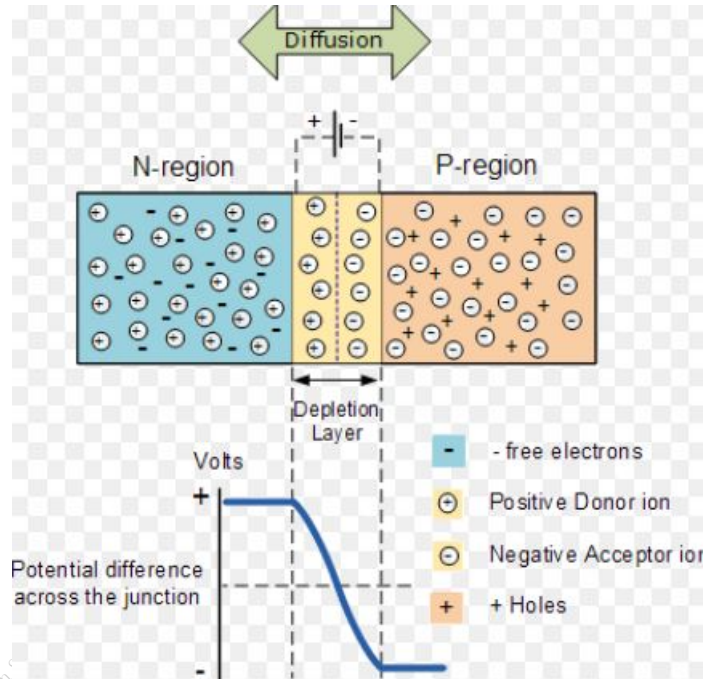 Diffusion
+ -
N-region
P-region
Depletion
Layer
Volts
+
Potential difference
across the junction
-
- - free electrons
+ Positive Donor ion
- Negative Acceptor ion
+ + Holes